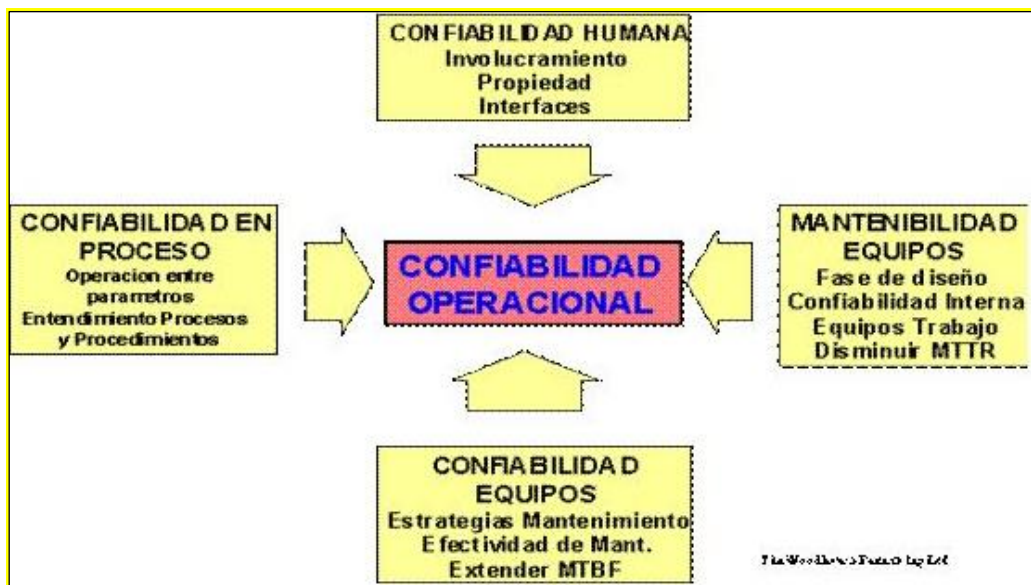 CONFIABILIDAD HUMANA
Involucramiento
Propiedad
Interfaces
CONFIABILIDAD EN
PROCESO
Operacion entre
parametros
Entendimiento Procesos
y Procedimientos
CONFIABILIDAD
OPERACIONAL
MANTENIBILIDAD
EQUIPOS
Fase de diseño
Confiabilidad Interna
Equipos Trabajo
Disminuir MTTR
CONFIABILIDAD
EQUIPOS
Estrategias Mantenimiento
Efectividad de Mant.
Extender MTBF